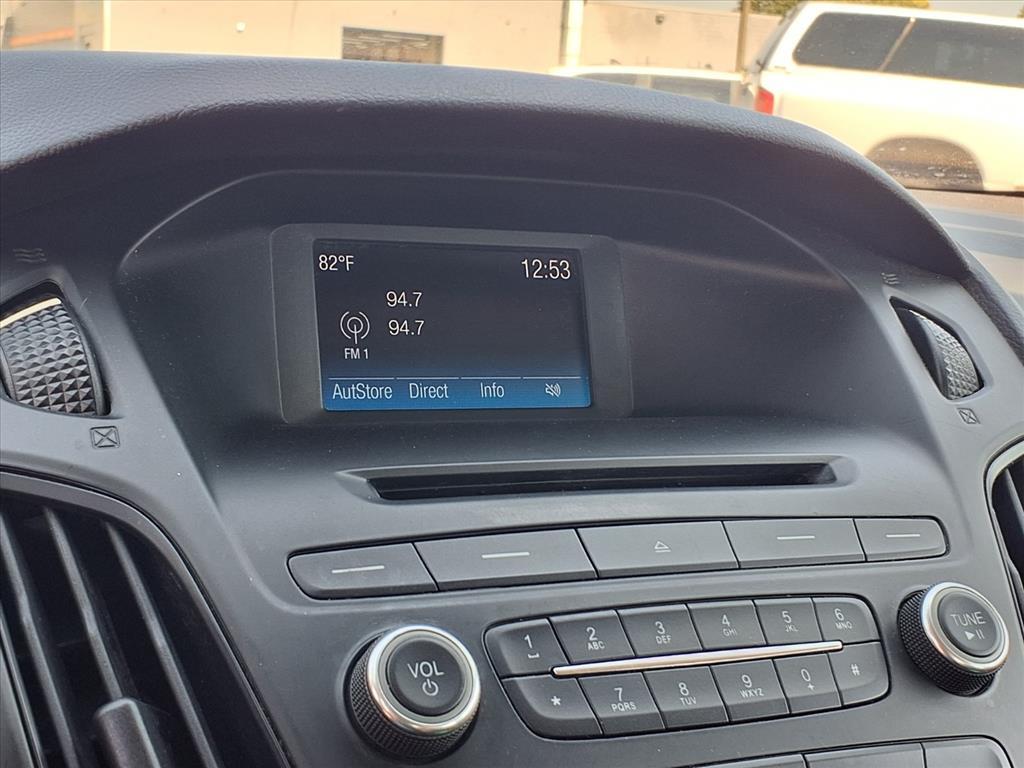 82°F 12:53
94.7
94.7
FM 1
AutStore Direct Info
1 2 3 4 5 6
ABC DEF GHI JKL MNO
* 7 8 9 0 #
PQRS TUV WXYZ +
VOL
TUNE